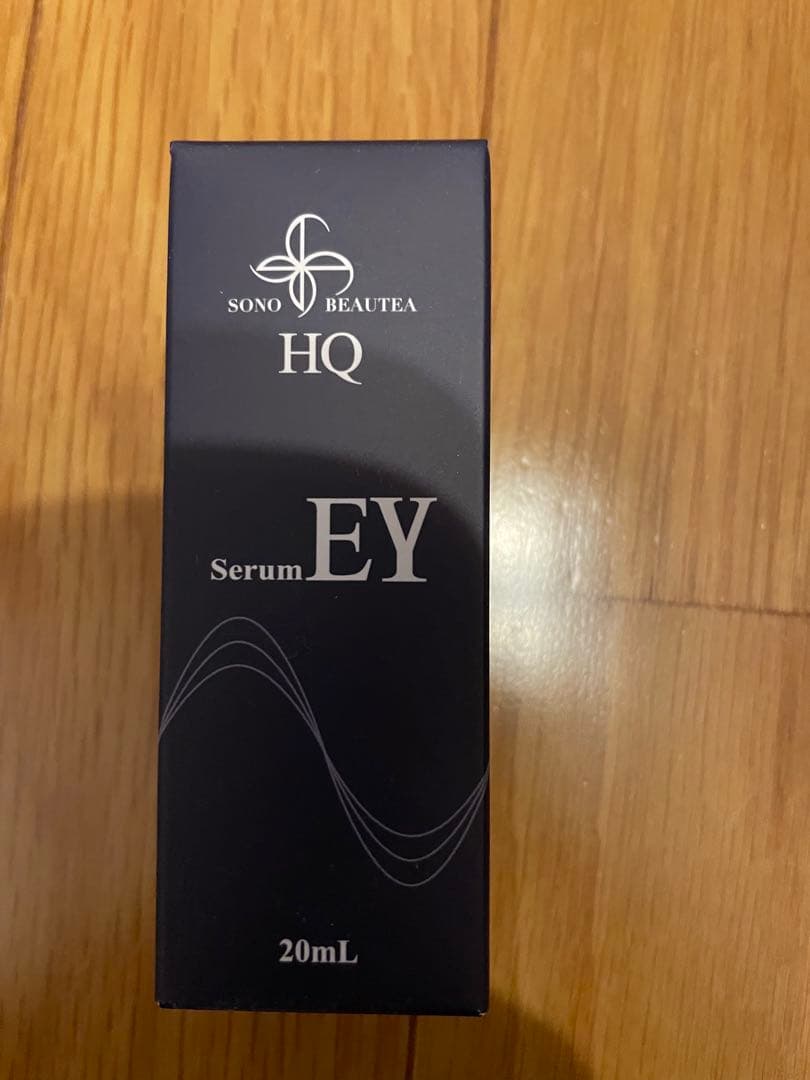 SONO BEAUTEA
HQ
Serum EY
20mL